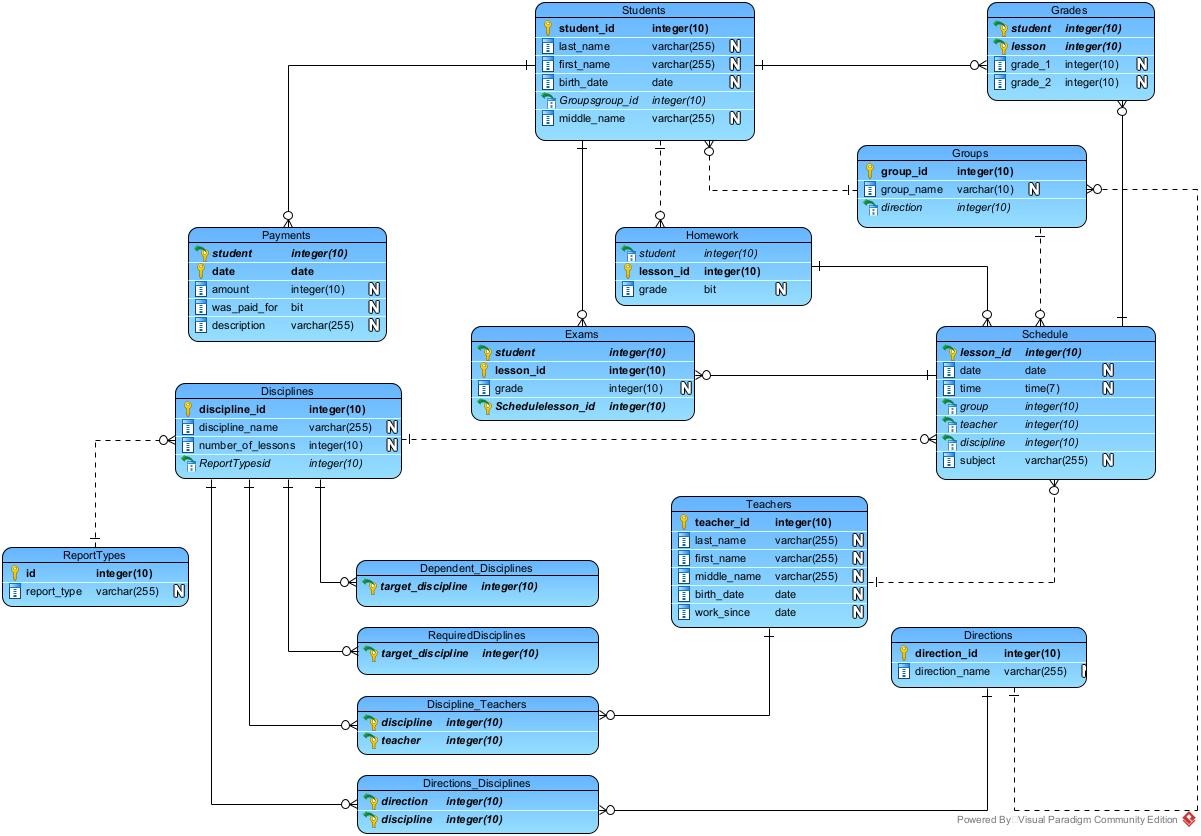 Students
student_id integer(10)
last_name varchar(255) N
first_name varchar(255) N
birth_date date N
Groupsgroup_id integer(10)
middle_name varchar(255) N
Grades
student integer(10)
lesson integer(10)
grade_1 integer(10) N
grade_2 integer(10) N
Groups
group_id integer(10)
group_name varchar(10) N
direction integer(10)
Payments
student integer(10)
date date
amount integer(10) N
was_paid_for bit N
description varchar(255) N
Homework
student integer(10)
lesson_id integer(10)
grade bit N
Exams
student integer(10)
lesson_id integer(10)
grade integer(10) N
Schedulelesson_id integer(10)
Schedule
lesson_id integer(10)
date date N
time time(7) N
group integer(10)
teacher integer(10)
discipline integer(10)
subject varchar(255) N
Disciplines
discipline_id integer(10)
discipline_name varchar(255) N
number_of_lessons integer(10) N
ReportTypesid integer(10)
Teachers
teacher_id integer(10)
last_name varchar(255) N
first_name varchar(255) N
middle_name varchar(255) N
birth_date date N
work_since date N
ReportTypes
id integer(10)
report_type varchar(255) N
Dependent_Disciplines
target_discipline integer(10)
RequiredDisciplines
target_discipline integer(10)
Directions
direction_id integer(10)
direction_name varchar(255)
Discipline_Teachers
discipline integer(10)
teacher integer(10)
Directions_Disciplines
direction integer(10)
discipline integer(10)
Powered By: Visual Paradigm Community Edition